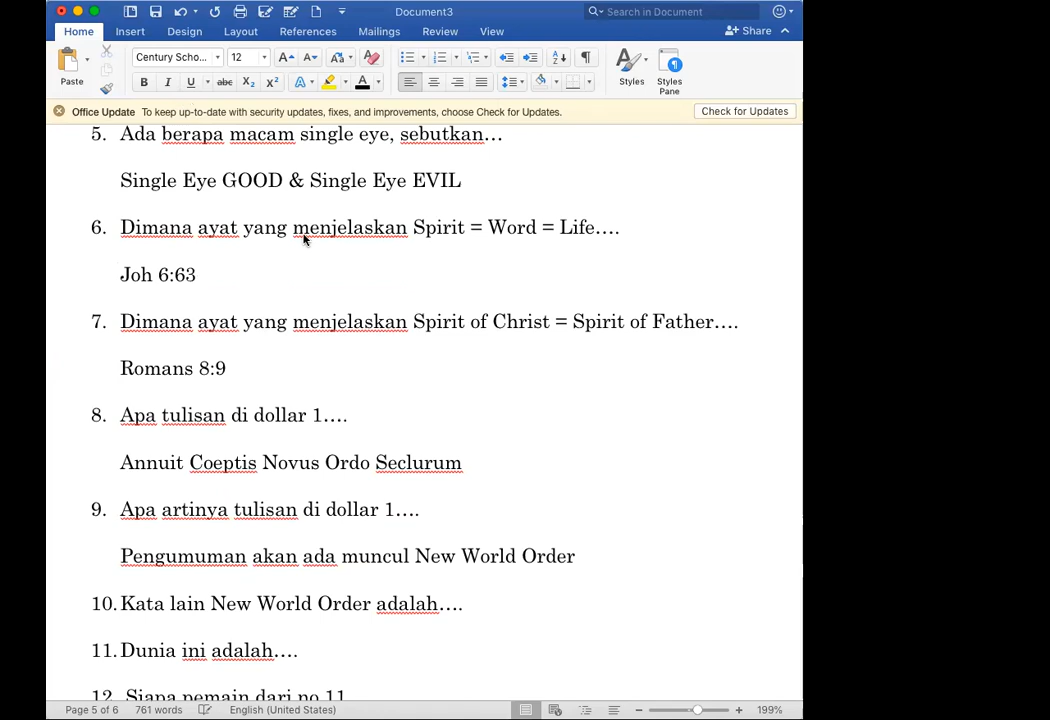 Document3
Search in Document
Home Insert Design Layout References Mailings Review View Share
Paste
Century Scho... 12
Styles
Styles Pane
Office Update To keep up-to-date with security updates, fixes, and improvements, choose Check for Updates. Check for Updates
5. Ada berapa macam single eye, sebutkan…
Single Eye GOOD & Single Eye EVIL
6. Dimana ayat yang menjelaskan Spirit = Word = Life….
Joh 6:63
7. Dimana ayat yang menjelaskan Spirit of Christ = Spirit of Father….
Romans 8:9
8. Apa tulisan di dollar 1….
Annuit Coeptis Novus Ordo Seclurum
9. Apa artinya tulisan di dollar 1….
Pengumuman akan ada muncul New World Order
10. Kata lain New World Order adalah….
11. Dunia ini adalah….
12. Siapa pemain dari no 11
Page 5 of 6 761 words English (United States) 199%